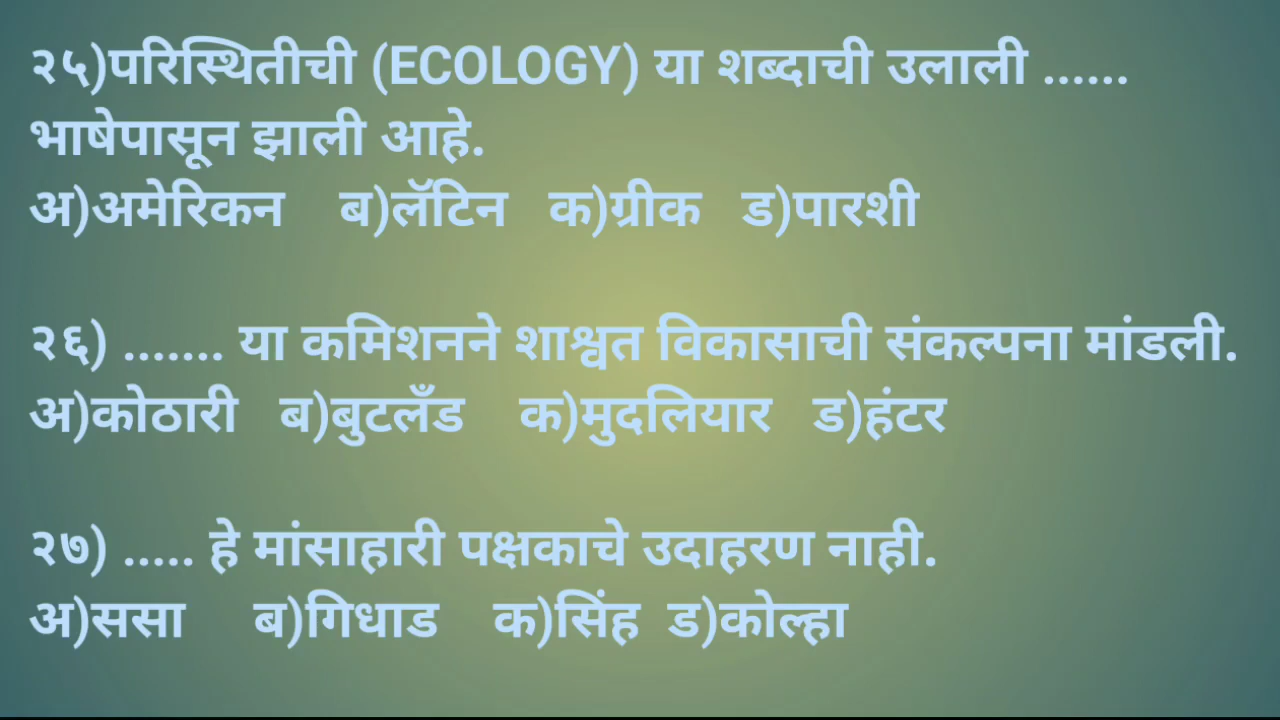 २५)परिस्थितीची (ECOLOGY) या शब्दाची उलाली ......
भाषेपासून झाली आहे.
अ)अमेरिकन ब)लॅटिन क)ग्रीक ड)पारशी
२६) ....... या कमिशनने शाश्वत विकासाची संकल्पना मांडली.
अ)कोठारी ब)बुटलँड क)मुदलियार ड)हंटर
२७) ..... हे मांसाहारी पक्षकाचे उदाहरण नाही.
अ)ससा ब)गिधाड क)सिंह ड)कोल्हा